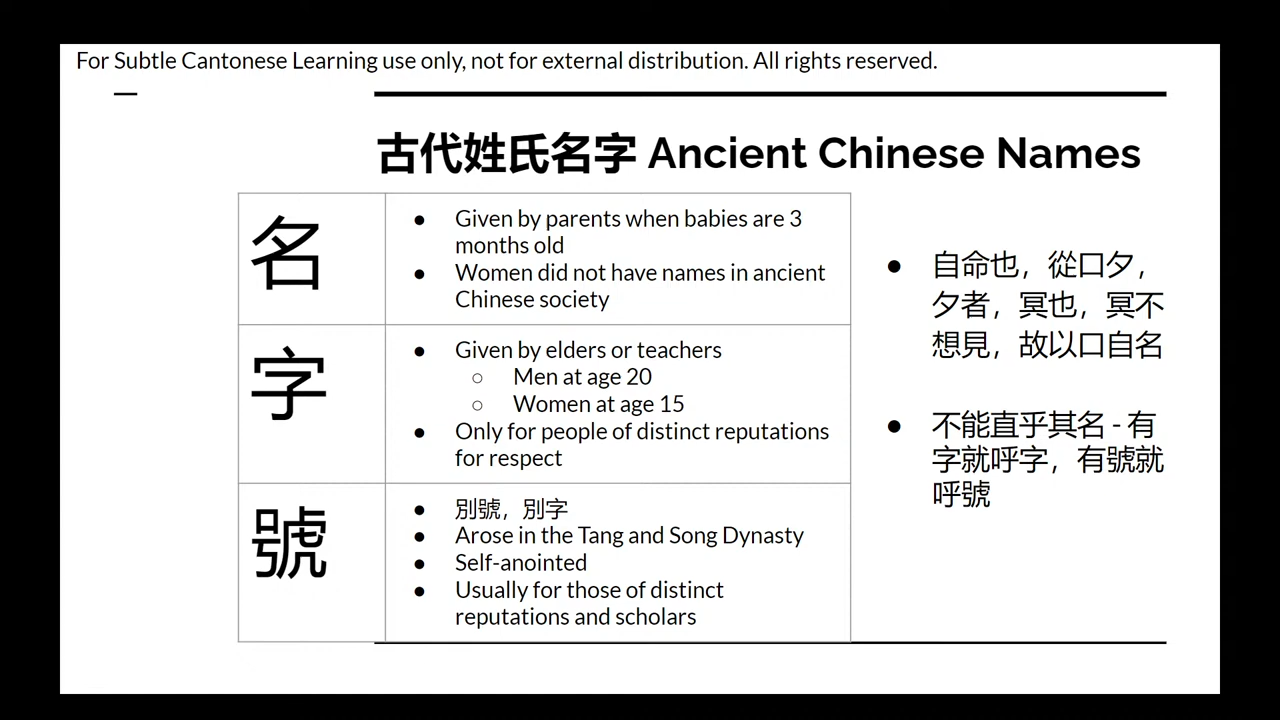 For Subtle Cantonese Learning use only, not for external distribution. All rights reserved.
古代姓氏名字 Ancient Chinese Names
名
● Given by parents when babies are 3
months old
● Women did not have names in ancient
Chinese society
字
● Given by elders or teachers
○ Men at age 20
○ Women at age 15
● Only for people of distinct reputations
for respect
號
● 別號，別字
● Arose in the Tang and Song Dynasty
● Self-anointed
● Usually for those of distinct
reputations and scholars
● 自命也，從口夕，
夕者，冥也，冥不
想見，故以口自名
● 不能直乎其名 - 有
字就呼字，有號就
呼號